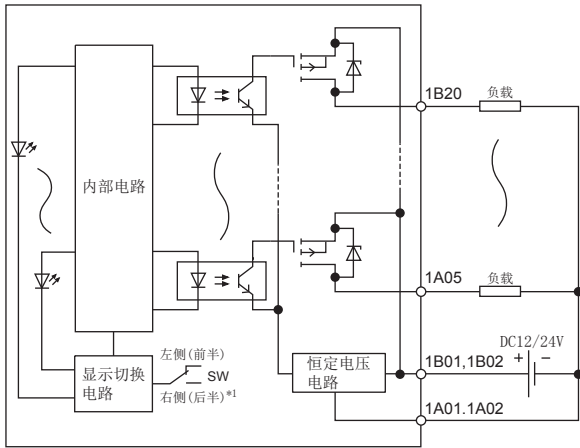 1B20
负载
内部电路
1A05
负载
左侧(前半)
SW
右侧(后半)*1
显示切换
电路
恒定电压
电路
DC12/24V
+ −
1B01,1B02
1A01.1A02